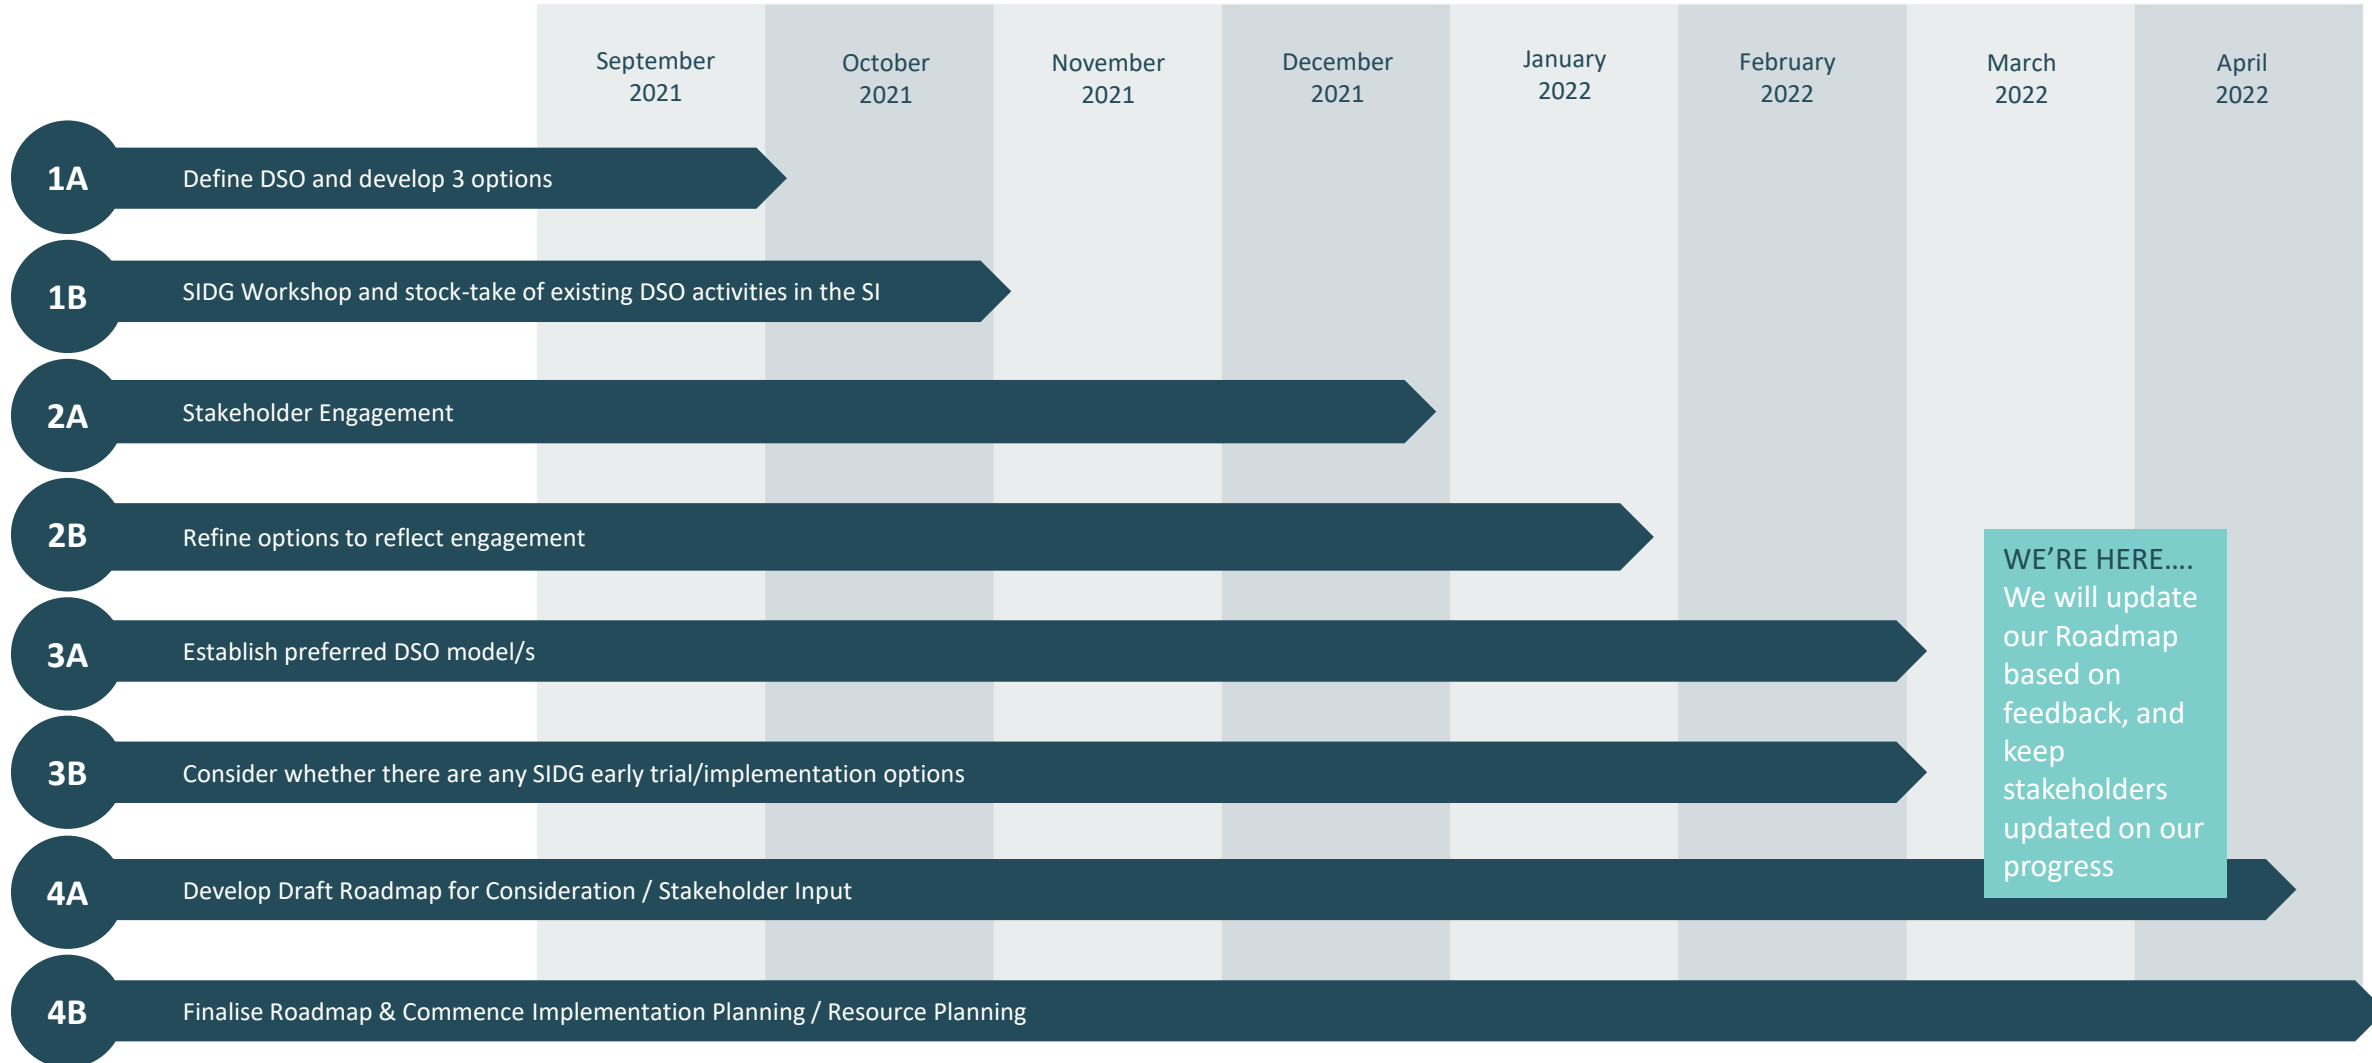 September
2021
October
2021
November
2021
December
2021
January
2022
February
2022
March
2022
April
2022
1A
Define DSO and develop 3 options
1B
SIDG Workshop and stock-take of existing DSO activities in the SI
2A
Stakeholder Engagement
2B
Refine options to reflect engagement
3A
Establish preferred DSO model/s
3B
Consider whether there are any SIDG early trial/implementation options
4A
Develop Draft Roadmap for Consideration / Stakeholder Input
4B
Finalise Roadmap & Commence Implementation Planning / Resource Planning
WE’RE HERE....
We will update
our Roadmap
based on
feedback, and
keep
stakeholders
updated on our
progress